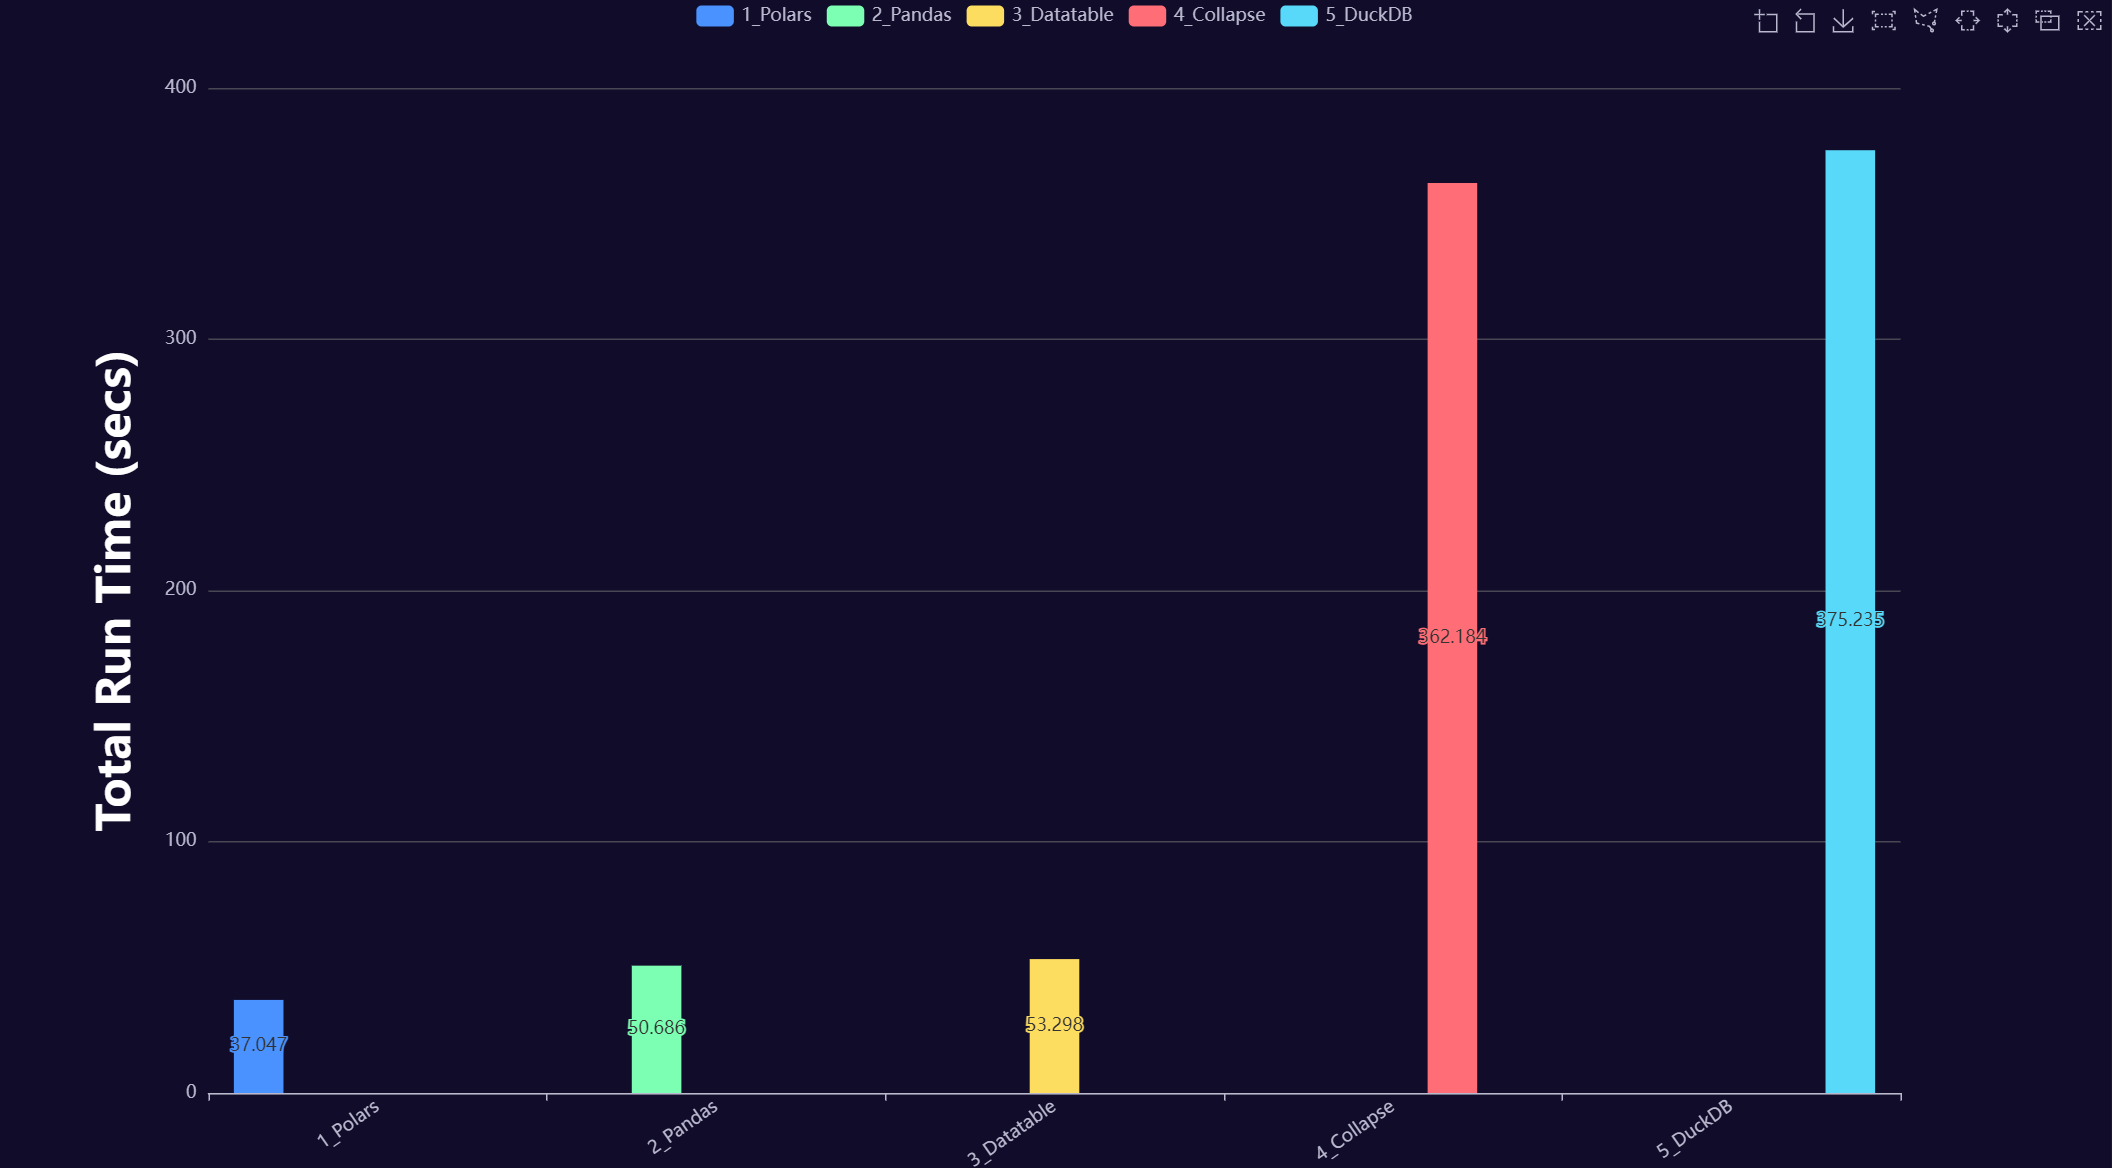 1_Polars 2_Pandas 3_Datatable 4_Collapse 5_DuckDB
Total Run Time (secs)
400
300
200
100
0
37.047
50.686
53.298
362.184
375.235
1_Polars
2_Pandas
3_Datatable
4_Collapse
5_DuckDB